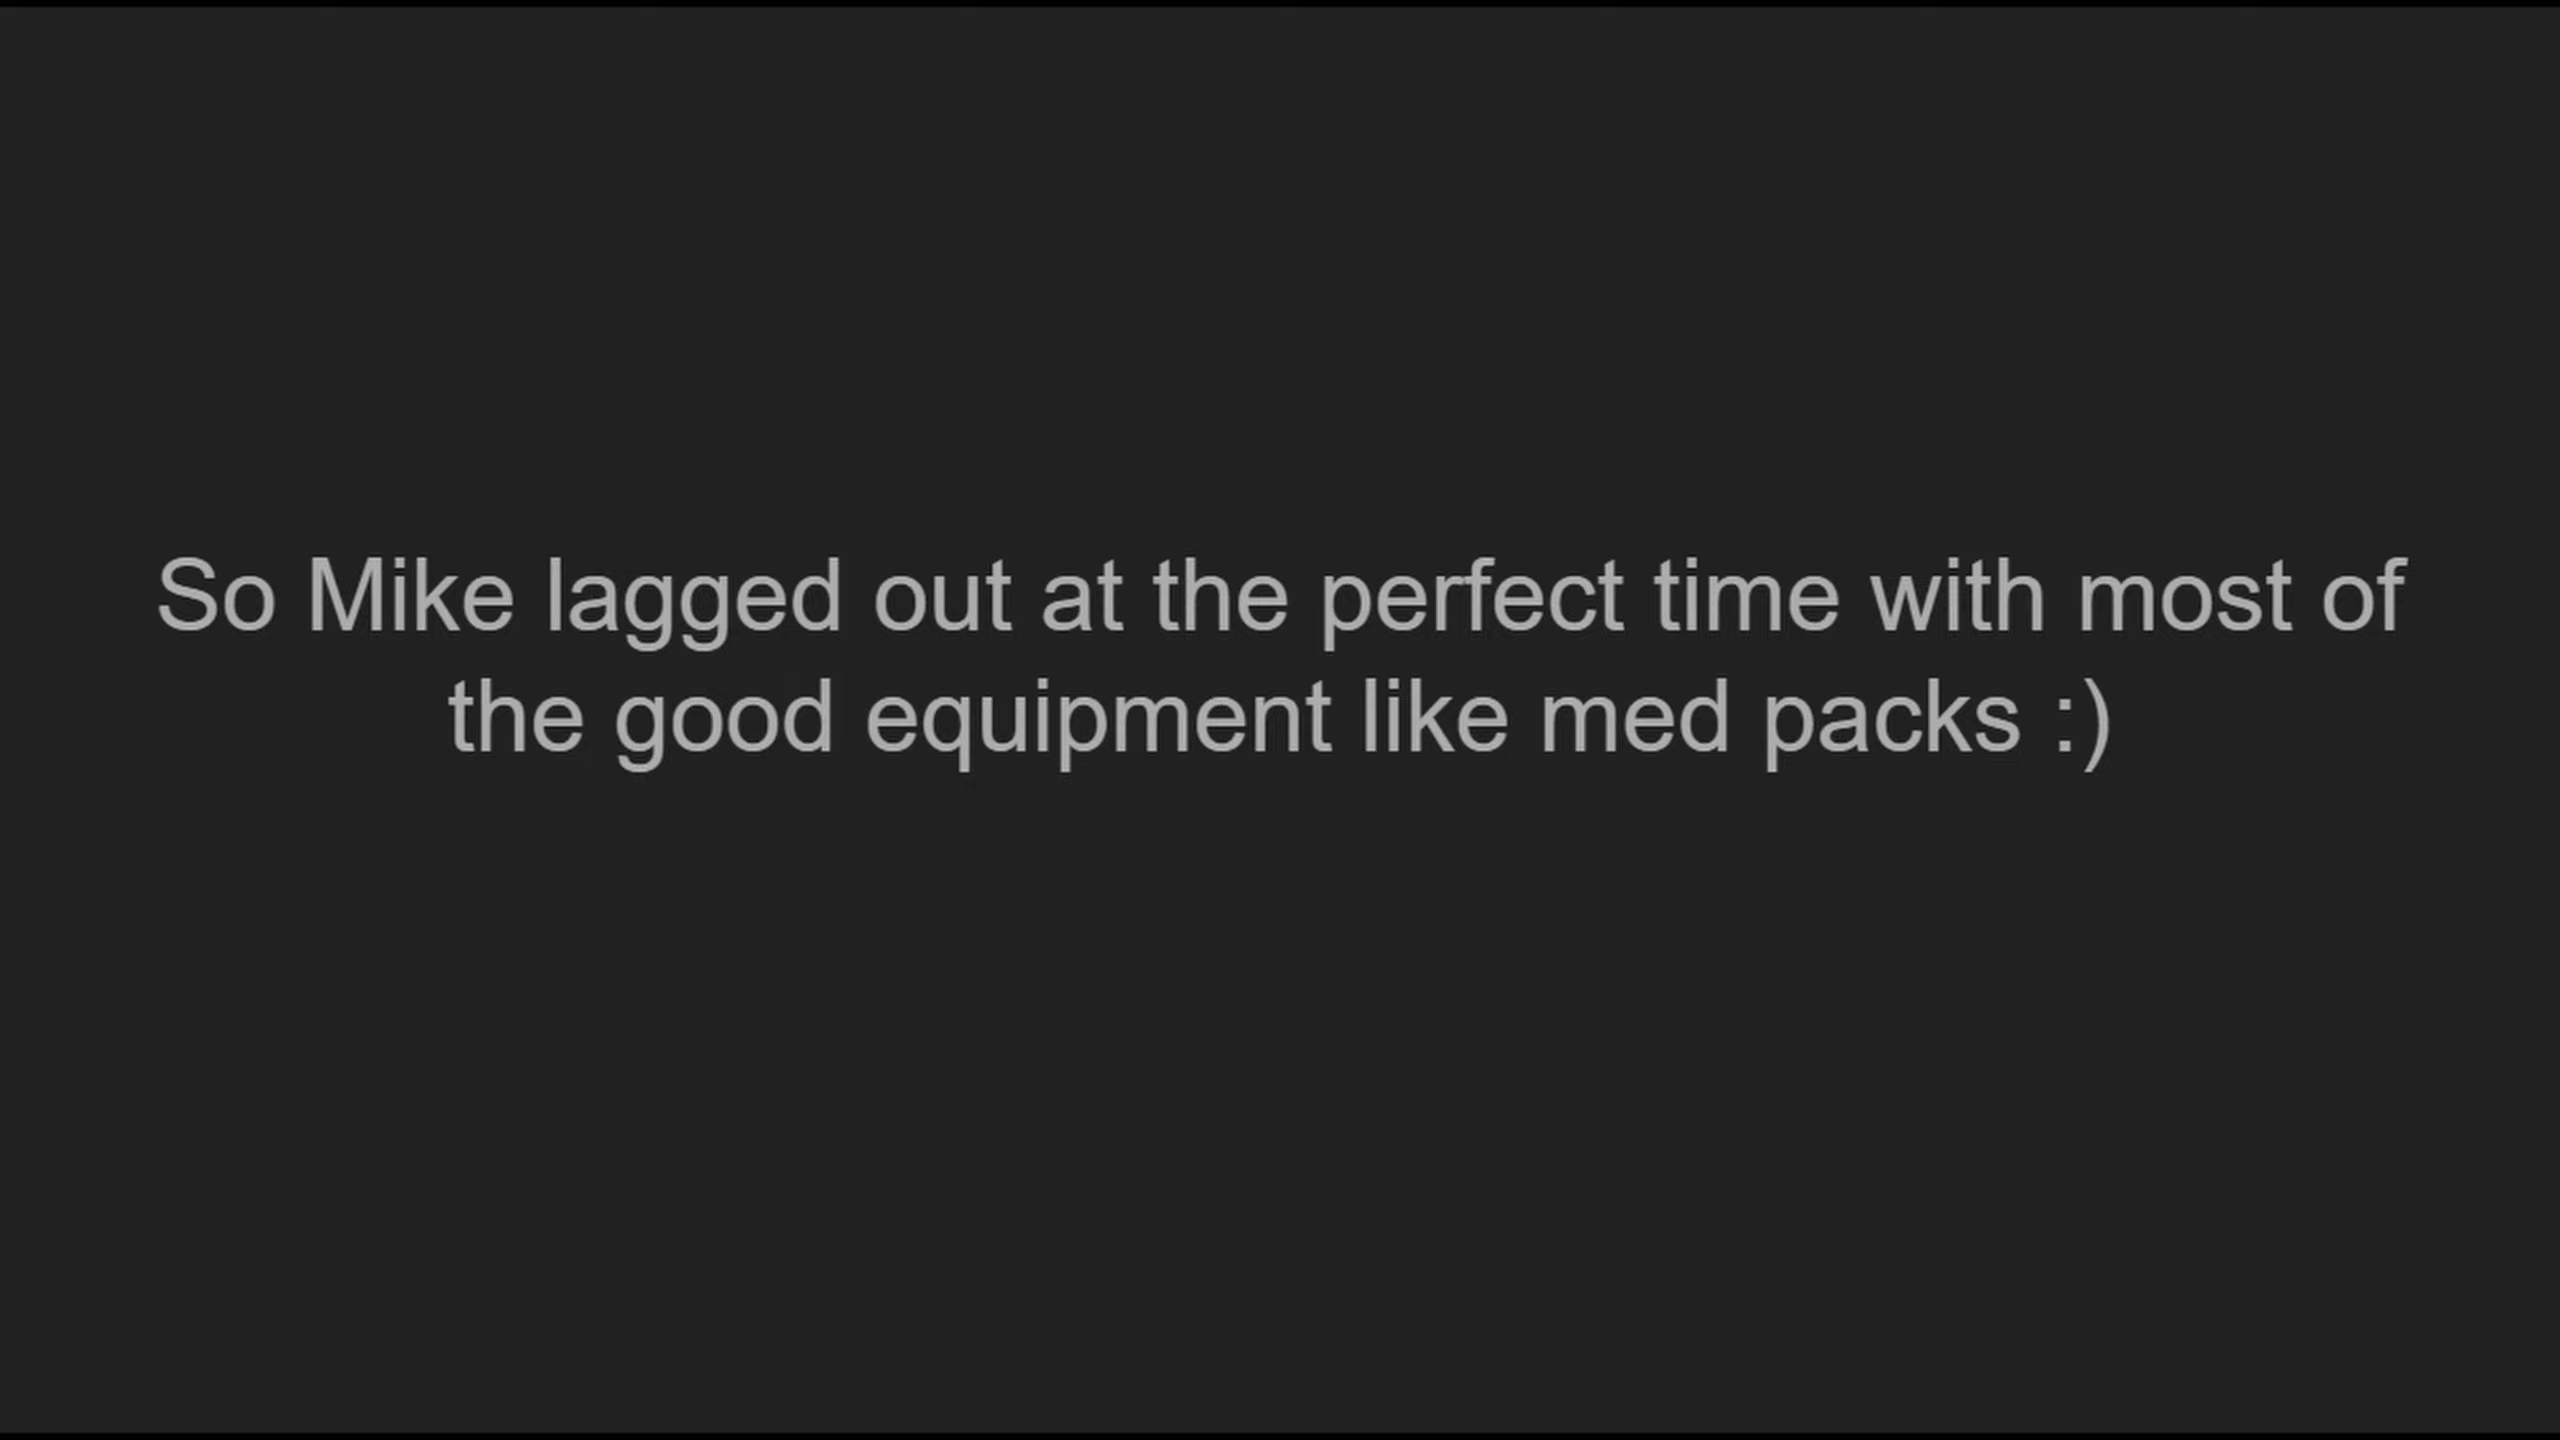 So Mike lagged out at the perfect time with most of
the good equipment like med packs :)